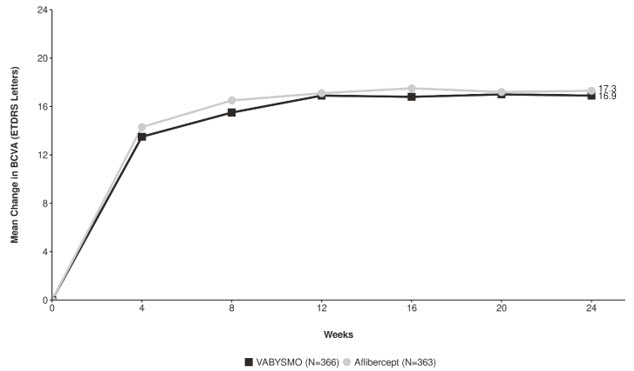 Mean Change in BCVA (ETDRS Letters)
24
20
16
12
8
4
0
17.3
16.9
0 4 8 12 16 20 24
Weeks
VABYSMO (N=366) Aflibercept (N=363)